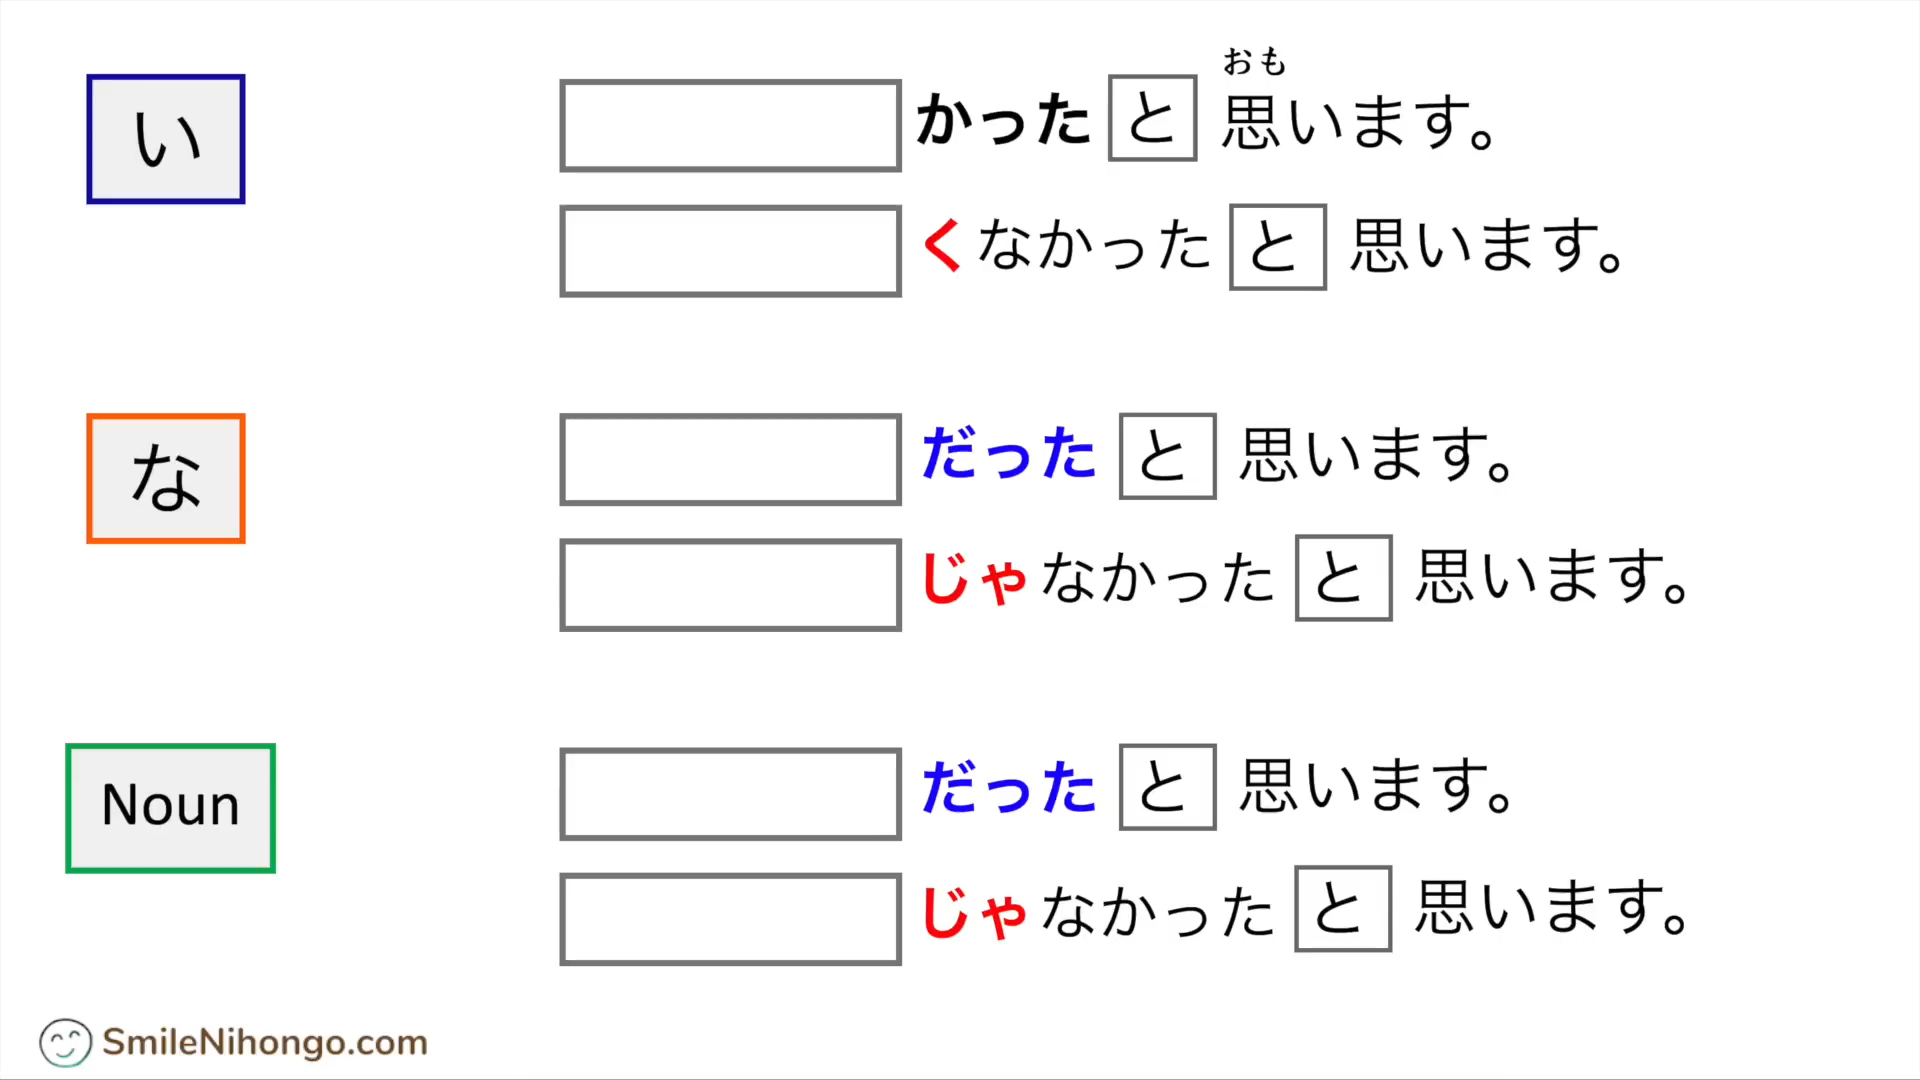 おも
い
かった と 思います。
くなかった と 思います。
な
だった と 思います。
じゃなかった と 思います。
Noun
だった と 思います。
じゃなかった と 思います。
SmileNihongo.com